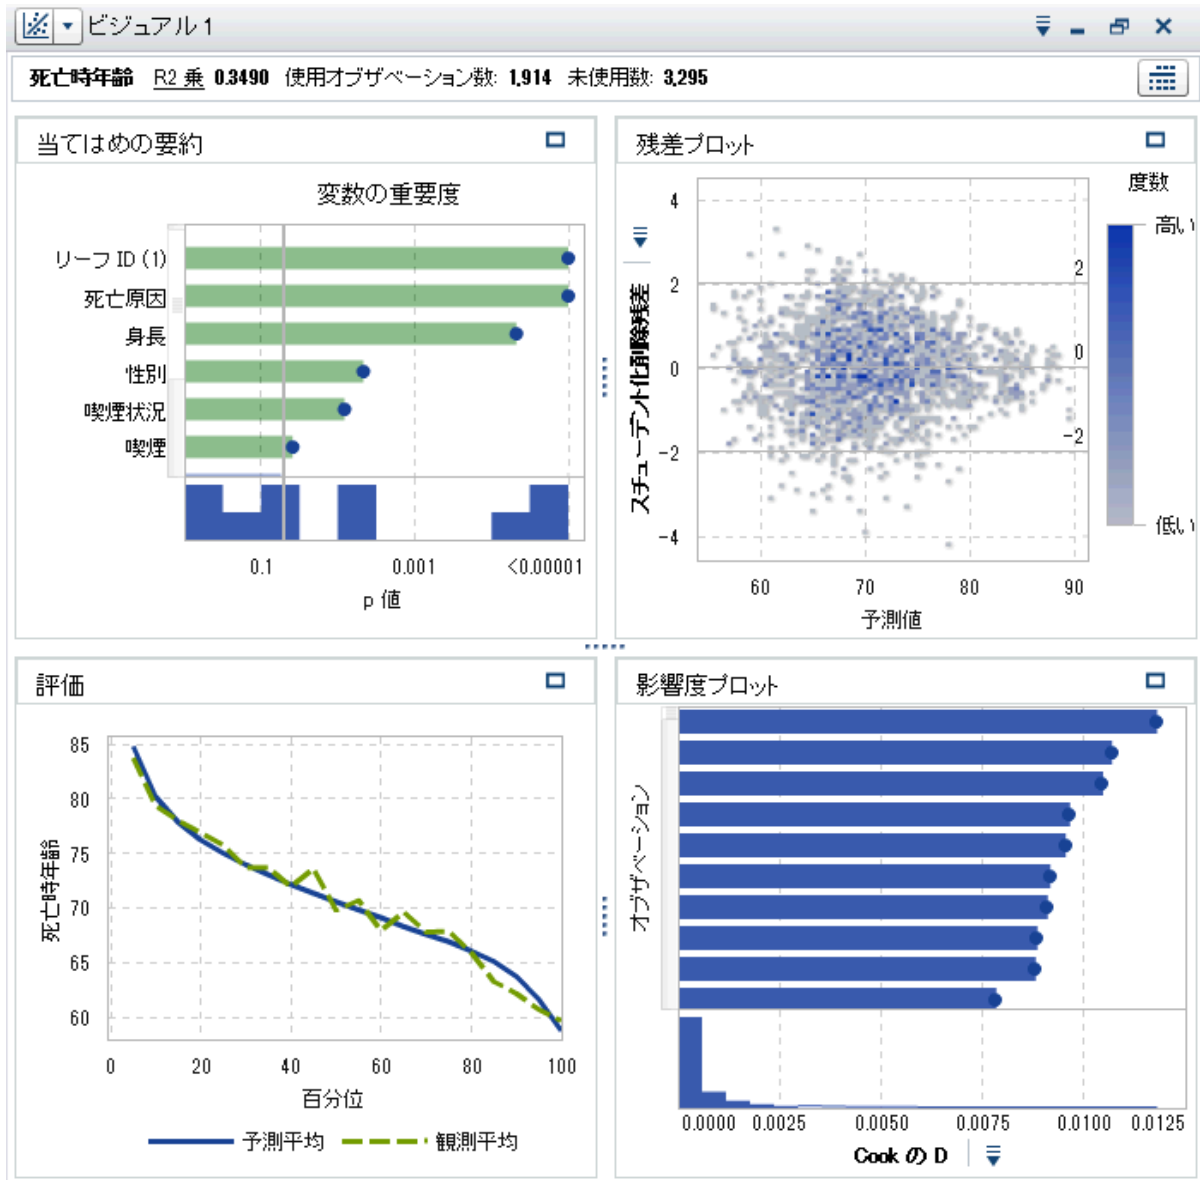 ビジュアル 1
死亡時年齢 R2 乗 0.3490 使用オブザベーション数: 1,914 未使用数: 3,295
当てはめの要約
変数の重要度
リーフ ID (1)
死亡原因
身長
性別
喫煙状況
喫煙
0.1 0.001 <0.00001
p 値
残差プロット
度数
高い
低い
スチューデント化削除残差
4
2
0
-2
-4
2
0
-2
60 70 80 90
予測値
評価
死亡時年齢
85
80
75
70
65
60
0 20 40 60 80 100
百分位
予測平均 観測平均
影響度プロット
オブザベーション
0.0000 0.0025 0.0050 0.0075 0.0100 0.0125
Cook の D